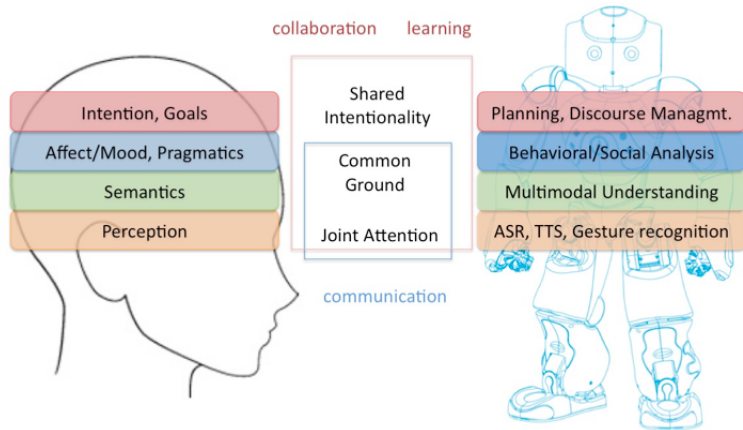 collaboration learning
Shared
Intentionality
Intention, Goals
Planning, Discourse Managmt.
Affect/Mood, Pragmatics
Common
Ground
Behavioral/Social Analysis
Semantics
Multimodal Understanding
Perception
Joint Attention
ASR, TTS, Gesture recognition
communication